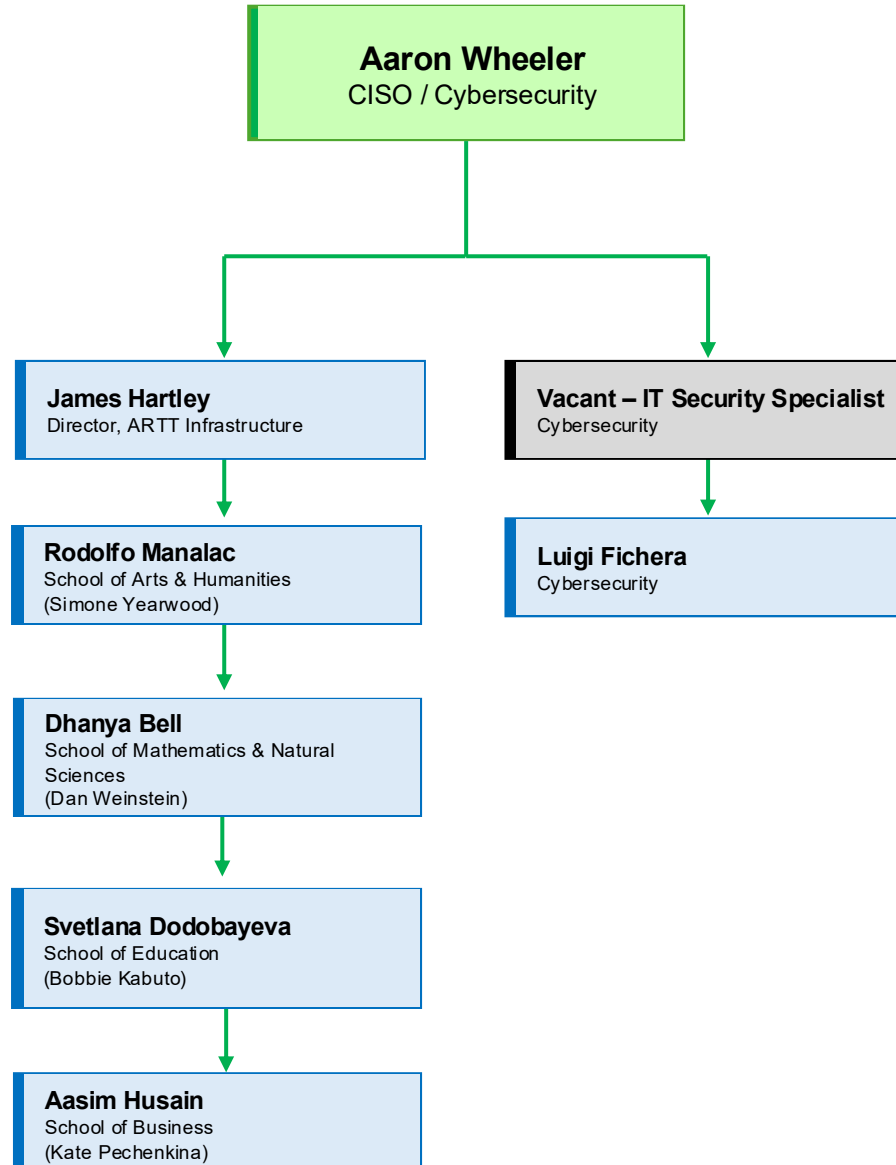 Aaron Wheeler
CISO / Cybersecurity
James Hartley
Director, ARTT Infrastructure
Vacant – IT Security Specialist
Cybersecurity
Rodolfo Manalac
School of Arts & Humanities
(Simone Yearwood)
Luigi Fichera
Cybersecurity
Dhanya Bell
School of Mathematics & Natural
Sciences
(Dan Weinstein)
Svetlana Dodobayeva
School of Education
(Bobbie Kabuto)
Aasim Husain
School of Business
(Kate Pechenkina)